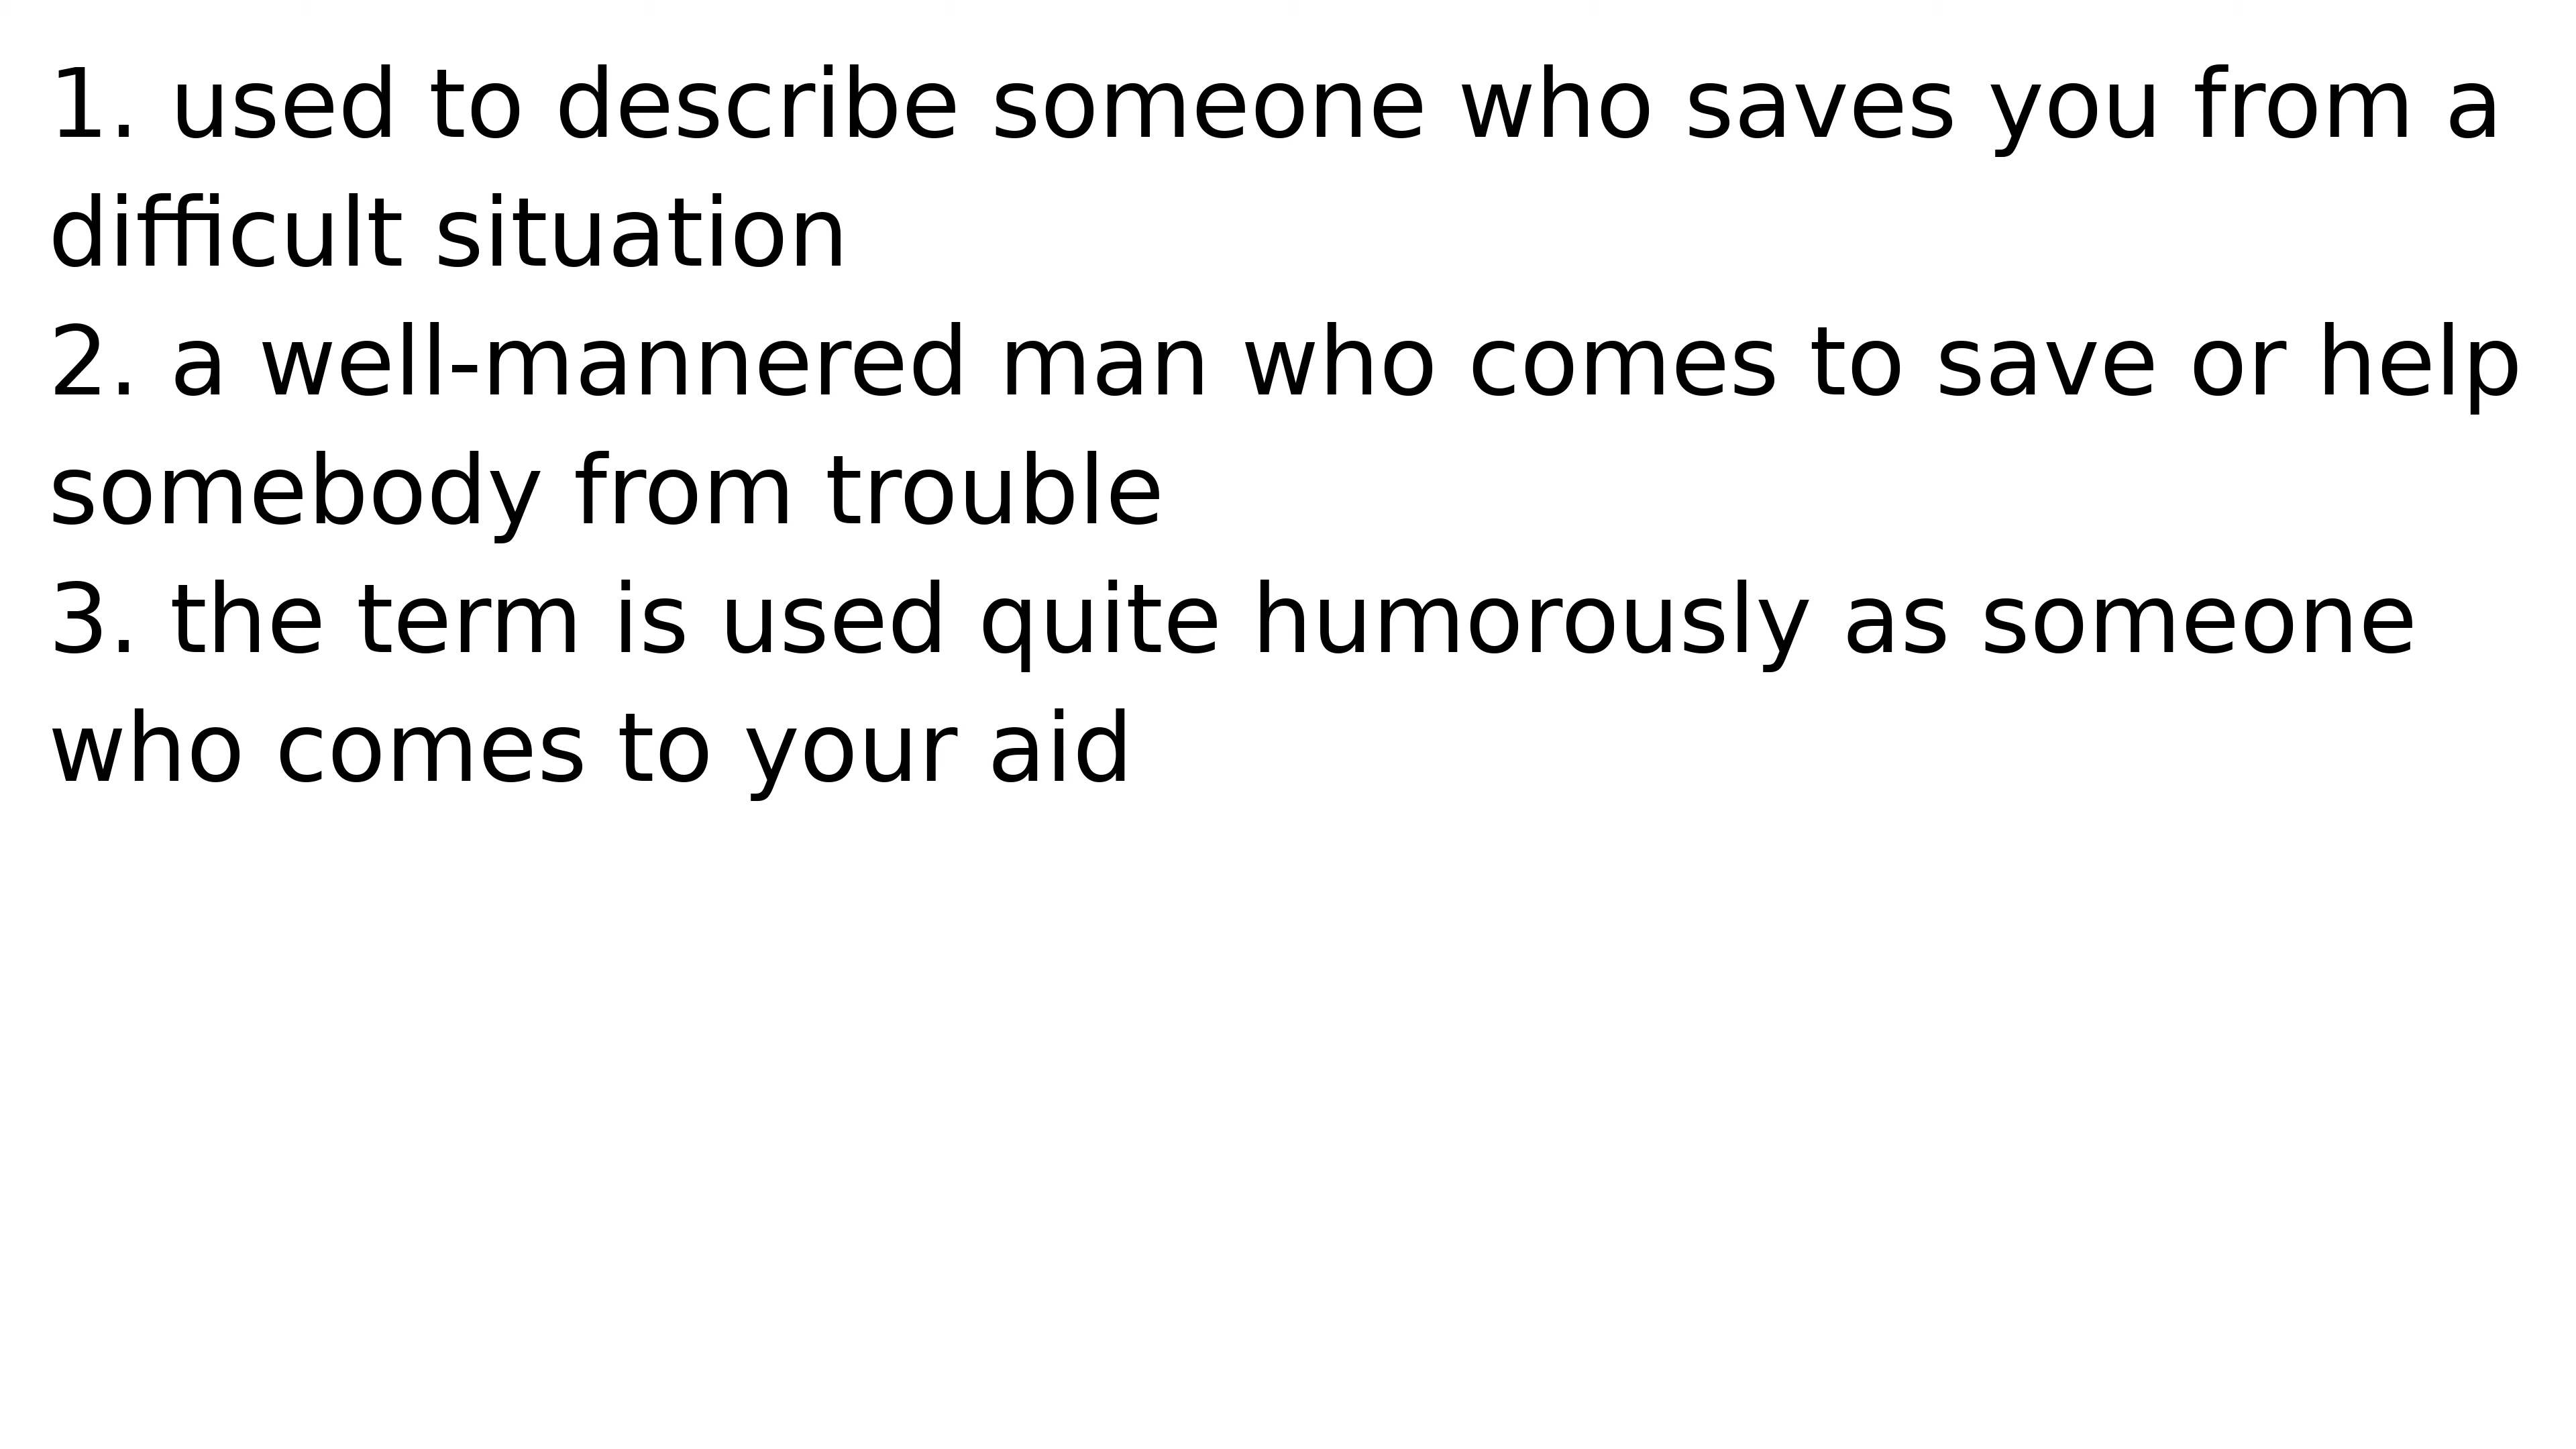 1. used to describe someone who saves you from a
difficult situation
2. a well-mannered man who comes to save or help
somebody from trouble
3. the term is used quite humorously as someone
who comes to your aid